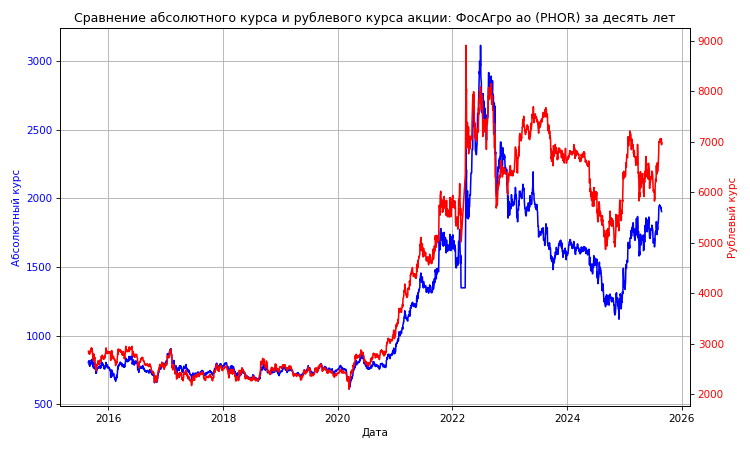 Сравнение абсолютного курса и рублевого курса акции: ФосАгро ао (PHOR) за десять лет
Абсолютный курс
3000
2500
2000
1500
1000
500
9000
8000
7000
6000
5000
4000
3000
2000
Рублевый курс
2016 2018 2020 2022 2024 2026
Дата